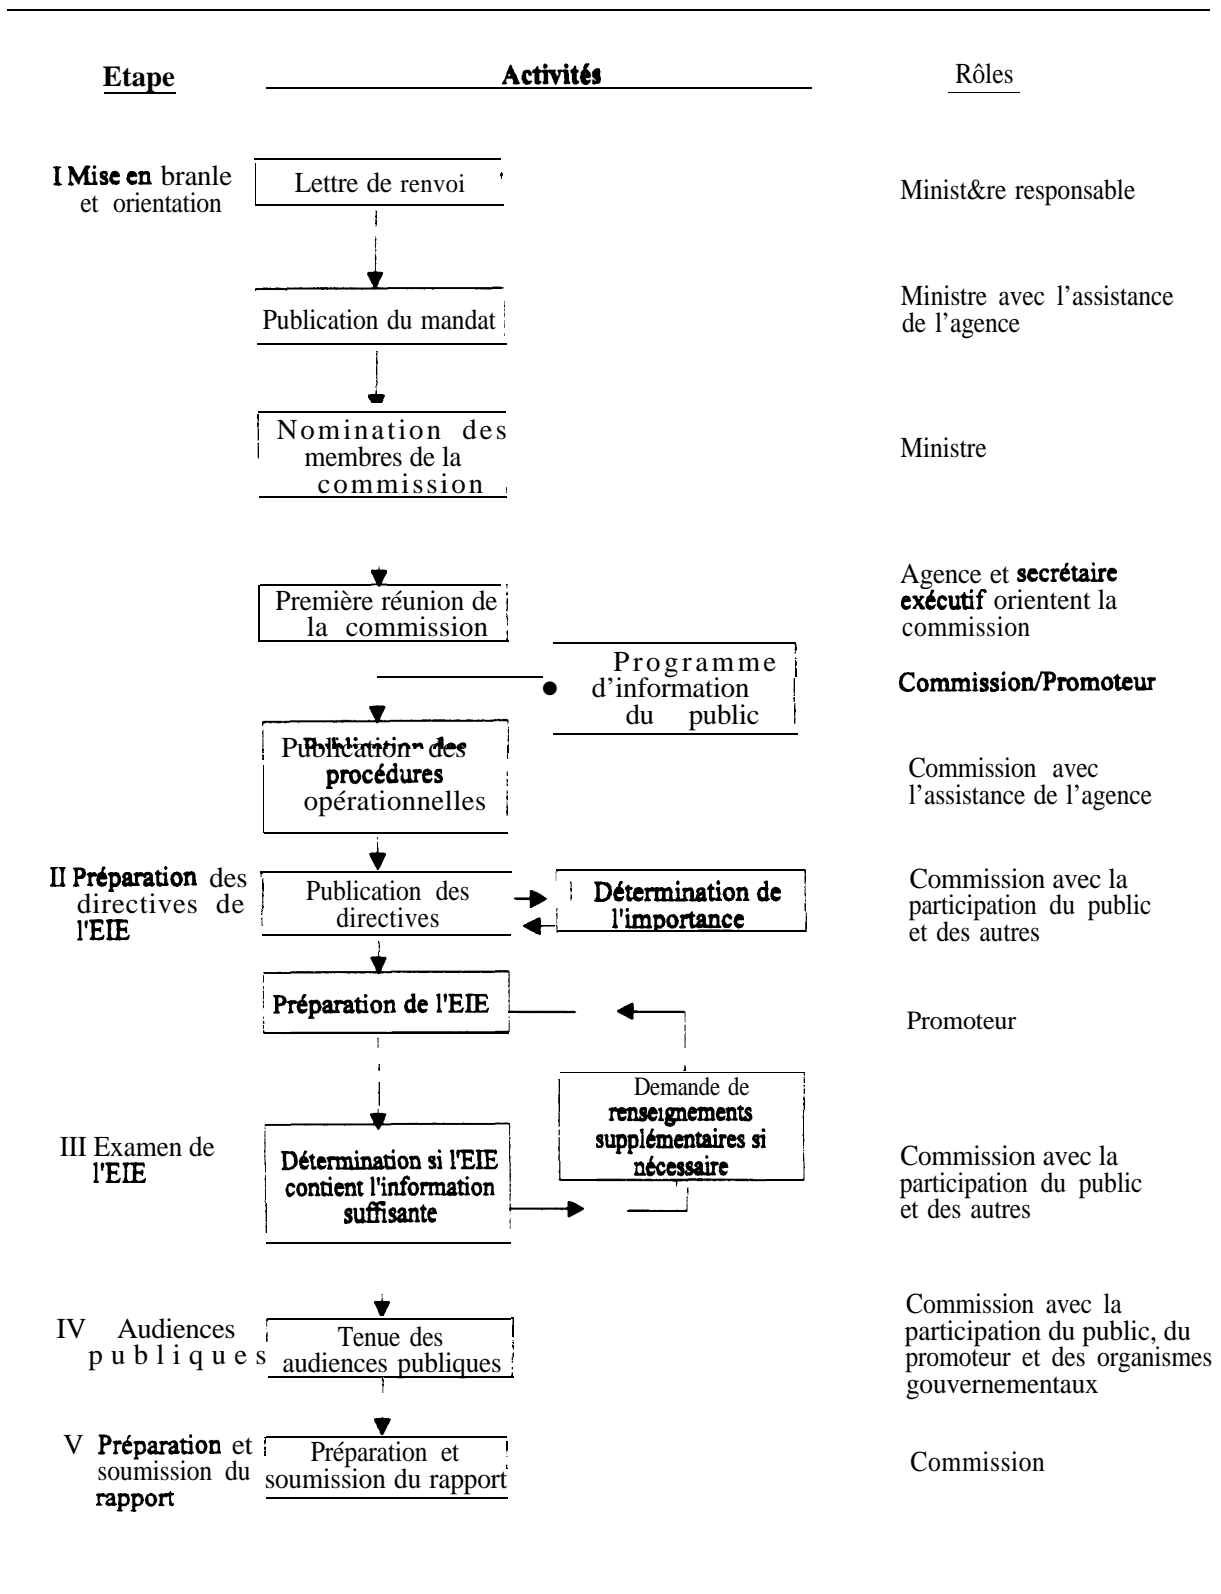 Etape Activités Rôles
I Mise en branle
et orientation
Lettre de renvoi
Minist&re responsable
Publication du mandat
Ministre avec l'assistance
de l'agence
Nomination des
membres de la
commission
Ministre
Première réunion de
la commission
Agence et secrétaire
exécutif orientent la
commission
Programme
d'information
du public
Commission/Promoteur
Publication des
procédures
opérationnelles
Commission avec
l'assistance de l'agence
II Préparation des
directives de
l'EIE
Publication des
directives
Détermination de
l'importance
Commission avec la
participation du public
et des autres
Préparation de l'EIE
Promoteur
Demande de
renseignements
supplémentaires si
nécessaire
III Examen de
l'EIE
Détermination si l'EIE
contient l'information
suffisante
Commission avec la
participation du public
et des autres
IV Audiences
publiques
Tenue des
audiences publiques
Commission avec la
participation du public, du
promoteur et des organismes
gouvernementaux
V Préparation et
soumission du
rapport
Préparation et
soumission du rapport
Commission